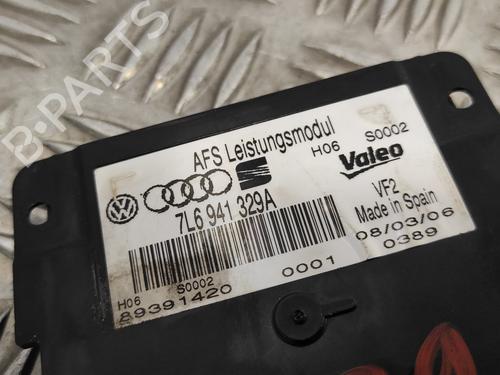 B-PARTS
AFS Leistungsmodul
H06 S0002
Valeo
7L6 941 329A
VF2
Made in Spain
08/03/06
0389
0001
H06 S0002
89391420